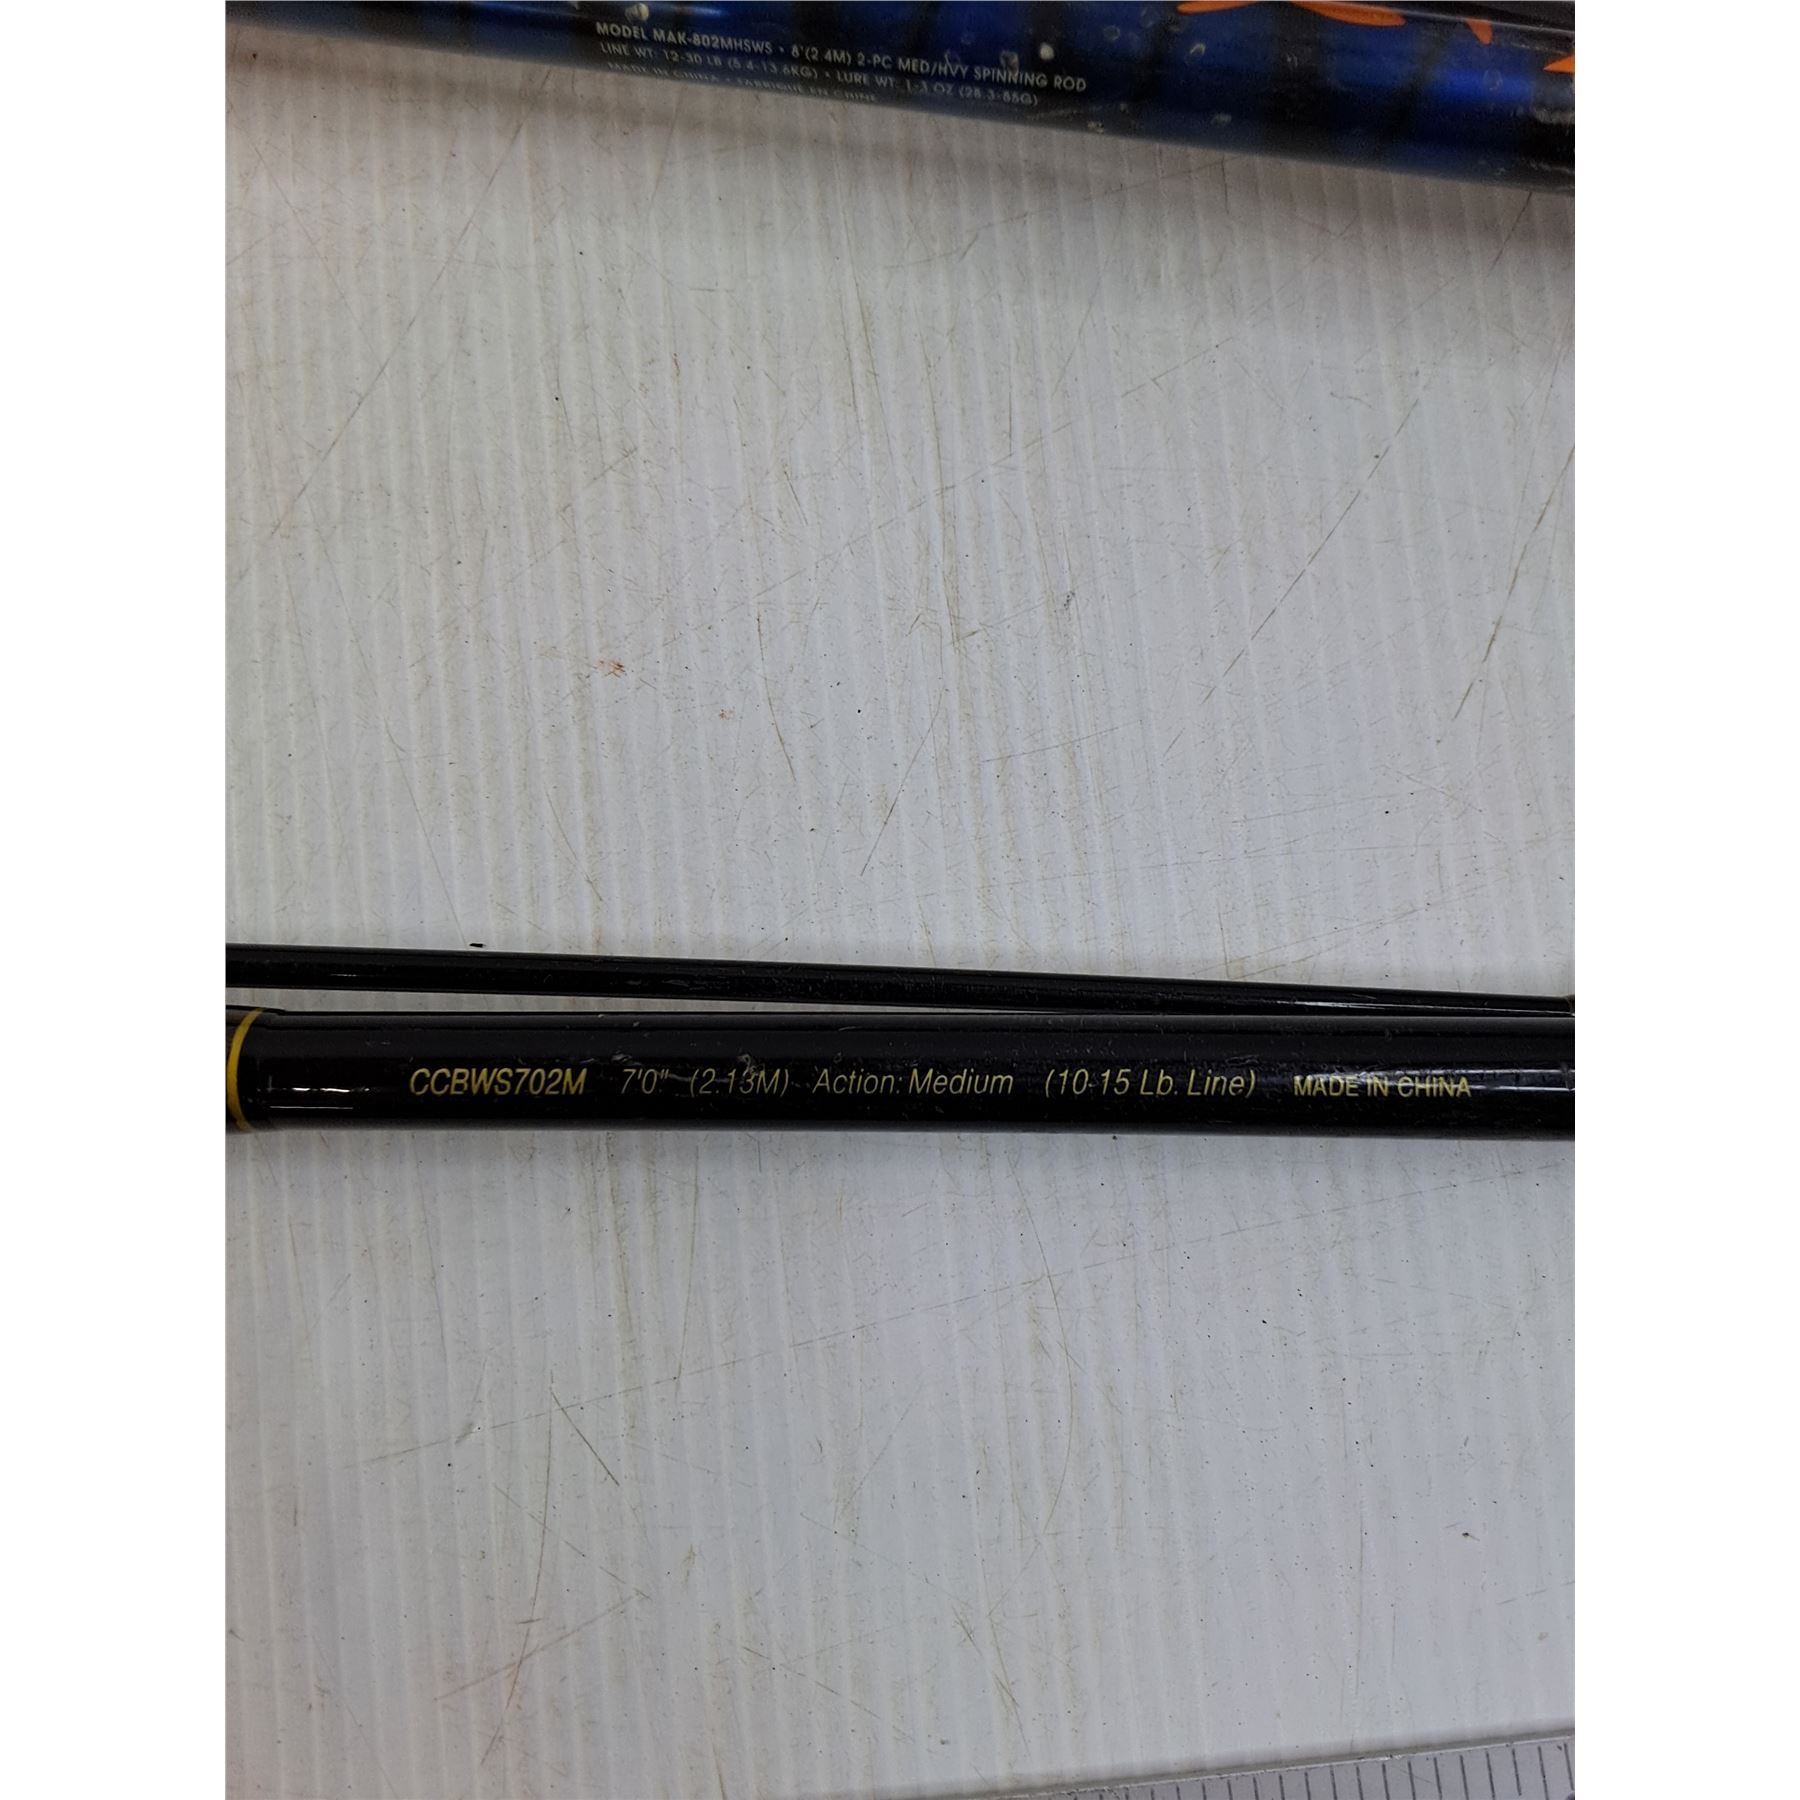 MODEL MAK-802MHSWS • 8'(2.4M) 2-PC MED/HVY SPINNING ROD
LINE WT: 12-30 LB (5.4-13.6KG) • LURE WT: 1-3 OZ (28.3-85G)
MADE IN CHINA • FABRIQUE EN CHINE
CCBWS702M 7'0" (2.13M) Action: Medium (10-15 Lb. Line) MADE IN CHINA